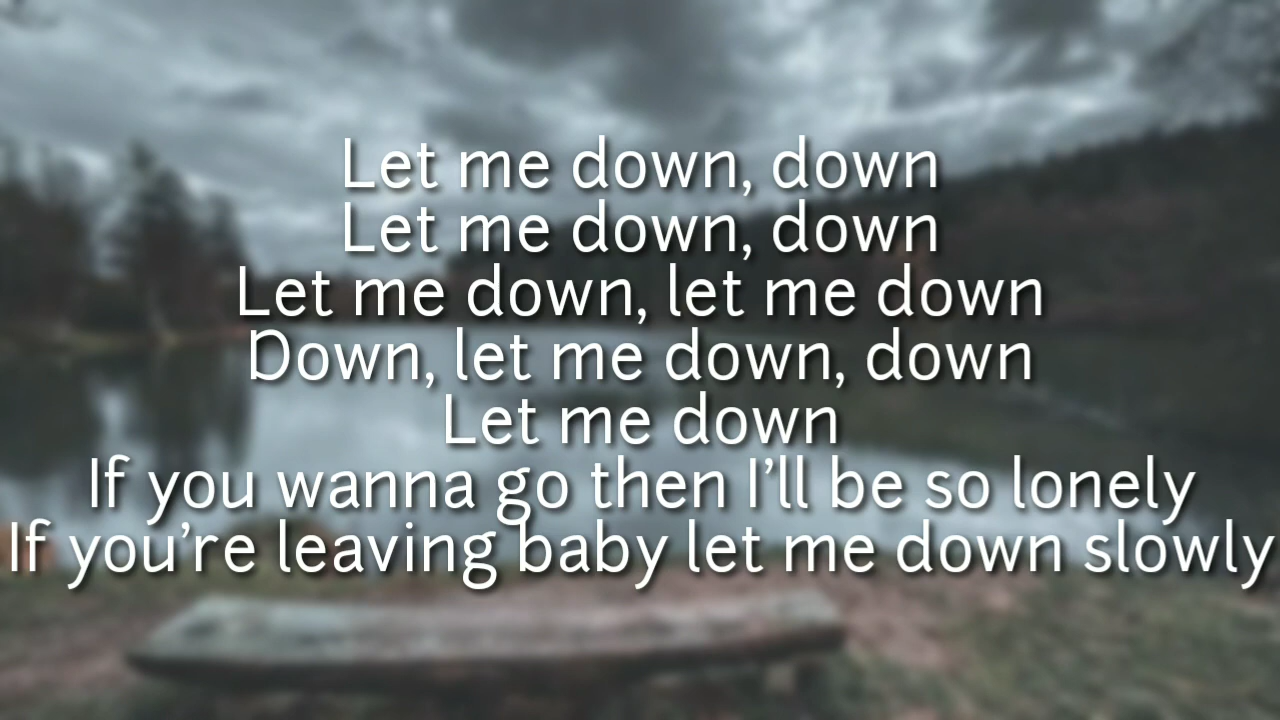 Let me down, down
Let me down, down
Let me down, let me down
Down, let me down, down
Let me down
If you wanna go then I’ll be so lonely
If you’re leaving baby let me down slowly